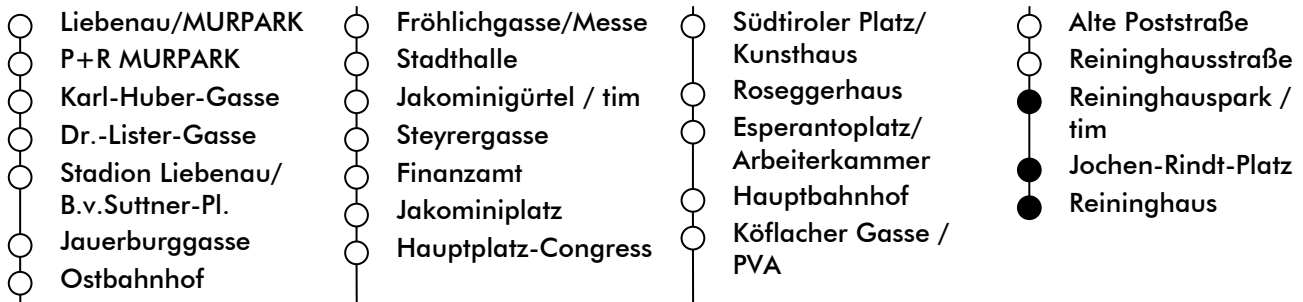 Liebenau/MURPARK
P+R MURPARK
Karl-Huber-Gasse
Dr.-Lister-Gasse
Stadion Liebenau/
B.v.Suttner-Pl.
Jauerburggasse
Ostbahnhof
Fröhlichgasse/Messe
Stadthalle
Jakominigürtel / tim
Steyrergasse
Finanzamt
Jakominiplatz
Hauptplatz-Congress
Südtiroler Platz/
Kunsthaus
Roseggerhaus
Esperantoplatz/
Arbeiterkammer
Hauptbahnhof
Köflacher Gasse /
PVA
Alte Poststraße
Reininghausstraße
Reininghauspark /
tim
Jochen-Rindt-Platz
Reininghaus